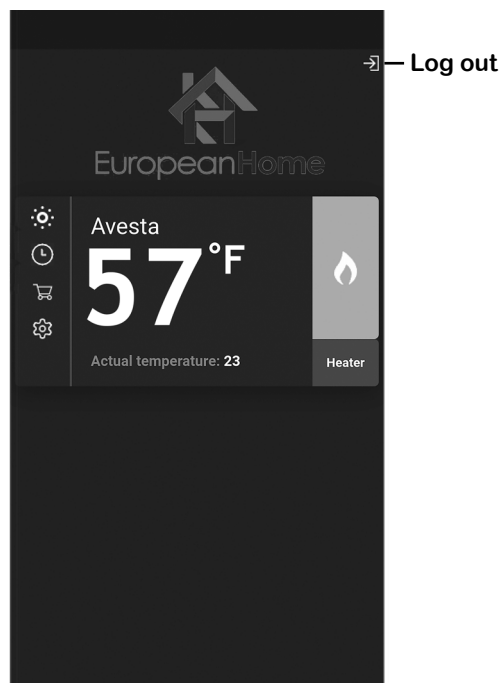 Log out
EuropeanHome
Avesta
57°F
Actual temperature: 23
Heater